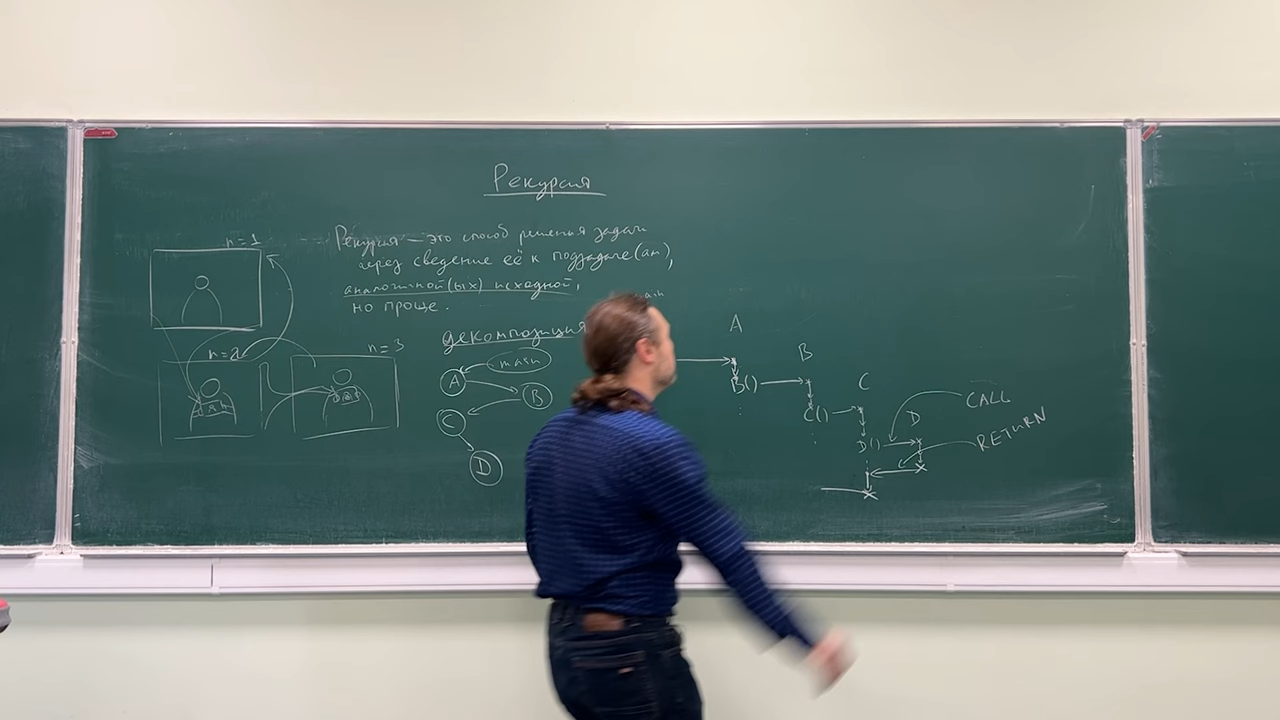 Рекурсия
Рекурсия — это способ решения задачи
через сведение её к подзадаче(ам),
аналогичной(ых) исходной,
но проще.
n=1
n=2
n=3
декомпозиция
main
A
B
C
D
A
B
B()
C
C()
D
D()
CALL
RETURN